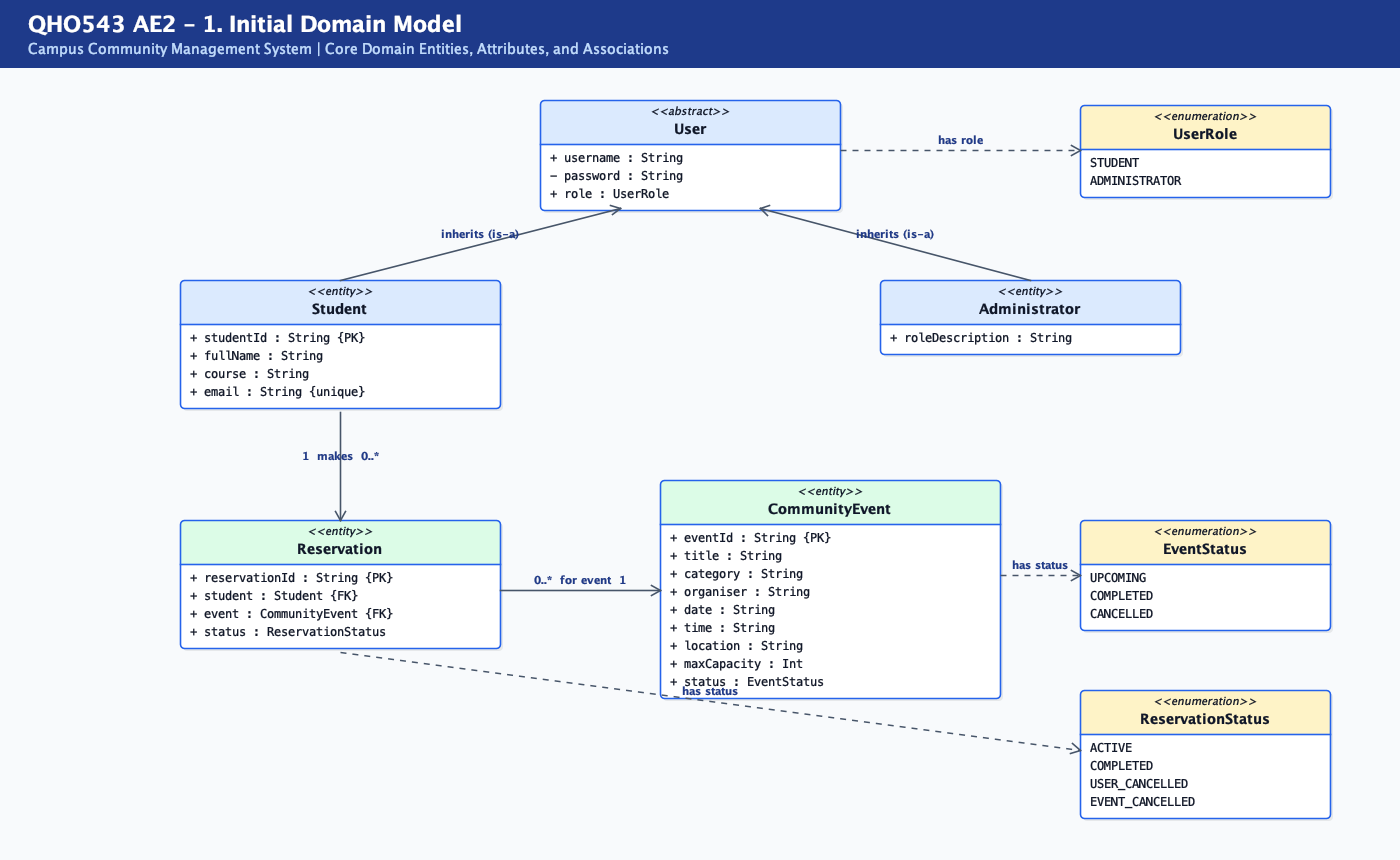 QHO543 AE2 – 1. Initial Domain Model
Campus Community Management System | Core Domain Entities, Attributes, and Associations
<<abstract>>
User
+ username : String
− password : String
+ role : UserRole
has role
<<enumeration>>
UserRole
STUDENT
ADMINISTRATOR
inherits (is-a)
inherits (is-a)
<<entity>>
Student
+ studentId : String {PK}
+ fullName : String
+ course : String
+ email : String {unique}
<<entity>>
Administrator
+ roleDescription : String
1 makes 0..*
<<entity>>
Reservation
+ reservationId : String {PK}
+ student : Student {FK}
+ event : CommunityEvent {FK}
+ status : ReservationStatus
0..* for event 1
<<entity>>
CommunityEvent
+ eventId : String {PK}
+ title : String
+ category : String
+ organiser : String
+ date : String
+ time : String
+ location : String
+ maxCapacity : Int
+ status : EventStatus
has status
<<enumeration>>
EventStatus
UPCOMING
COMPLETED
CANCELLED
has status
<<enumeration>>
ReservationStatus
ACTIVE
COMPLETED
USER_CANCELLED
EVENT_CANCELLED